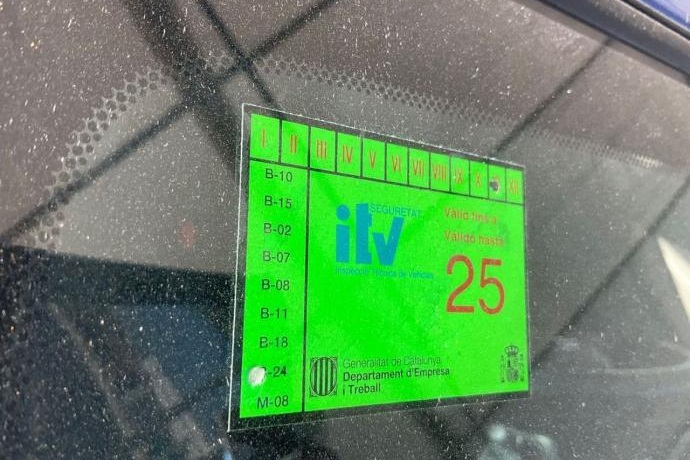 I II III IV V VI VII VIII IX X XII
B-10
B-15
B-02
B-07
B-08
B-11
B-18
-24
M-08
SEGURETAT
itv
Inspecció Tècnica de Vehicles
Vàlid fins a
Válido hasta
25
Generalitat de Catalunya
Departament d'Empresa
i Treball